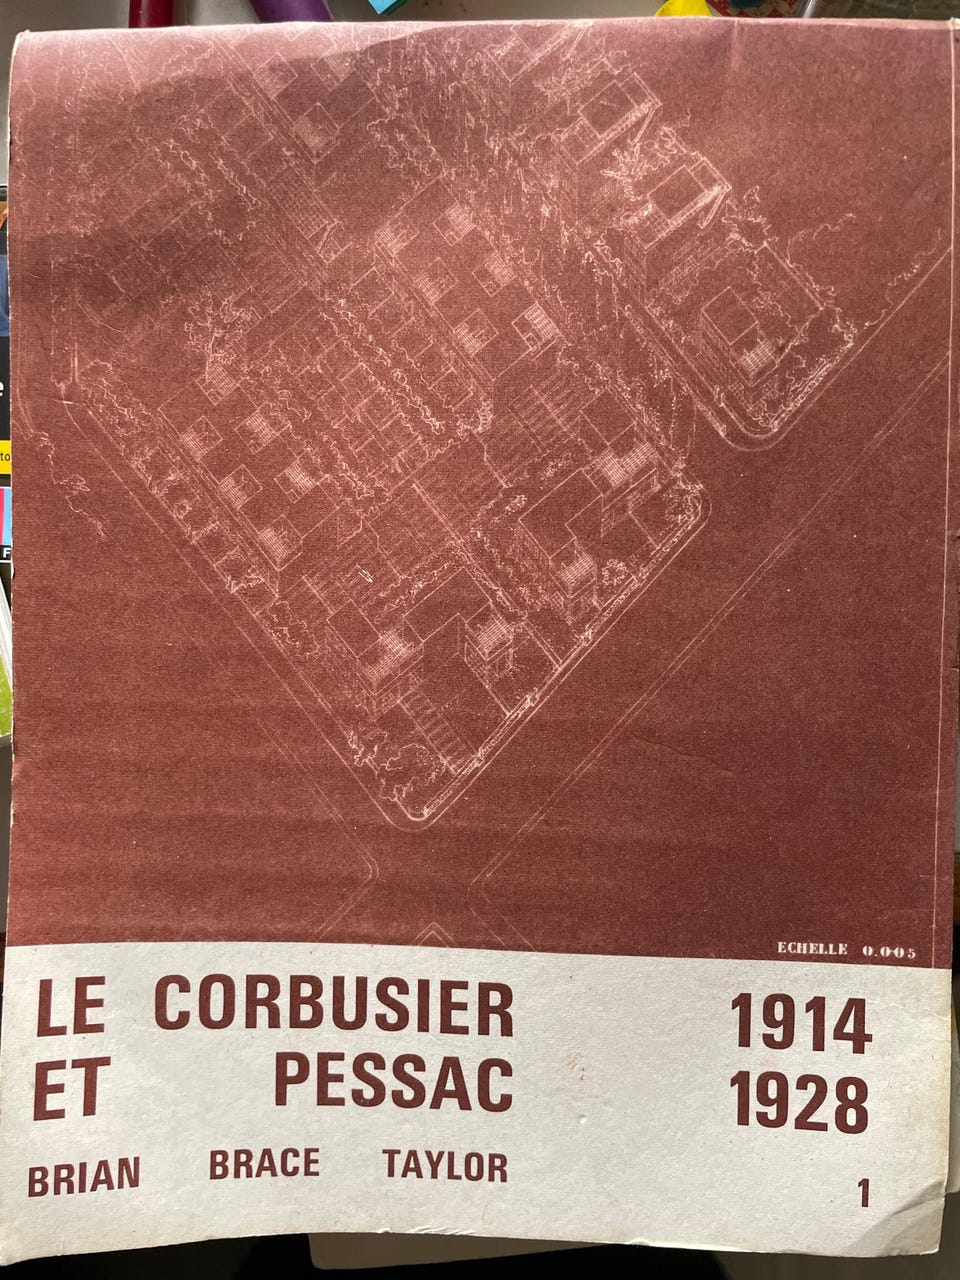 ECHELLE 0.005
LE CORBUSIER 1914
ET PESSAC 1928
BRIAN BRACE TAYLOR 1